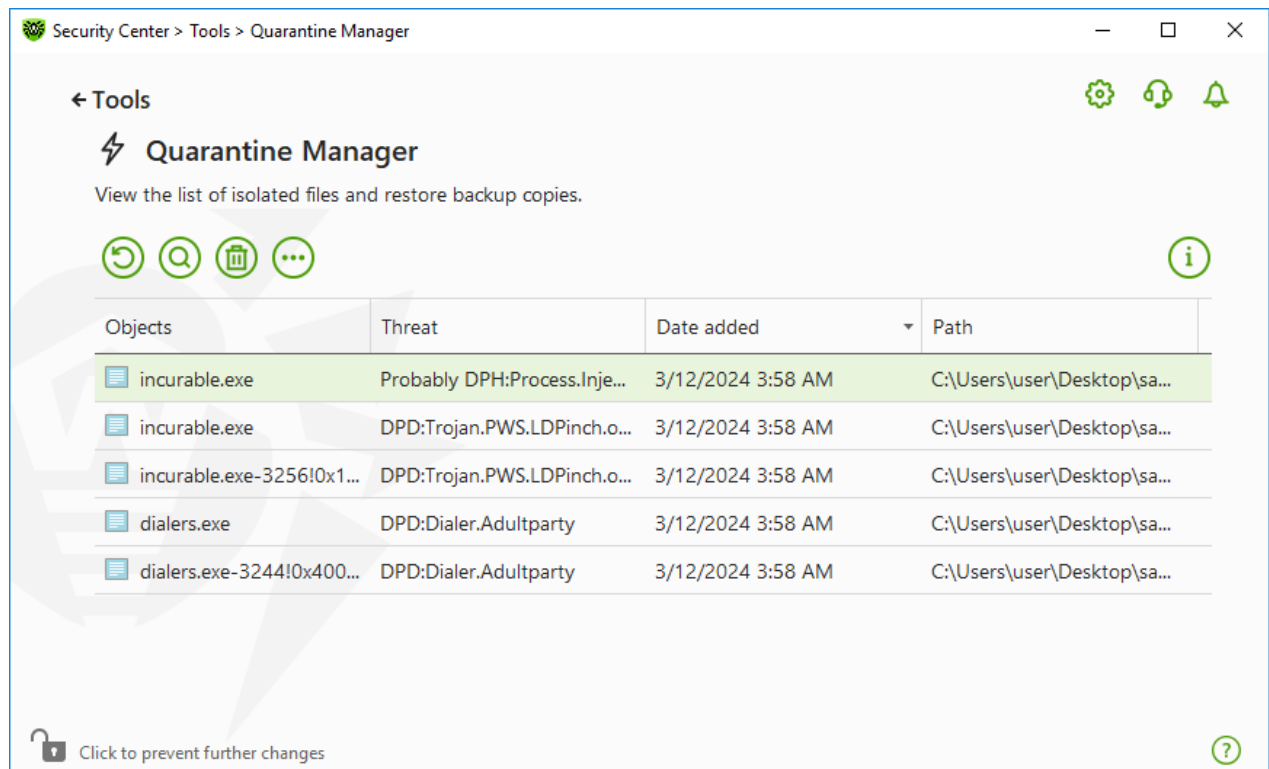 Security Center > Tools > Quarantine Manager
Tools
Quarantine Manager
View the list of isolated files and restore backup copies.
Objects Threat Date added Path
incurable.exe Probably DPH:Process.Inje... 3/12/2024 3:58 AM C:\Users\user\Desktop\sa...
incurable.exe DPD:Trojan.PWS.LDPinch.o... 3/12/2024 3:58 AM C:\Users\user\Desktop\sa...
incurable.exe-3256!0x1... DPD:Trojan.PWS.LDPinch.o... 3/12/2024 3:58 AM C:\Users\user\Desktop\sa...
dialers.exe DPD:Dialer.Adultparty 3/12/2024 3:58 AM C:\Users\user\Desktop\sa...
dialers.exe-3244!0x400... DPD:Dialer.Adultparty 3/12/2024 3:58 AM C:\Users\user\Desktop\sa...
Click to prevent further changes